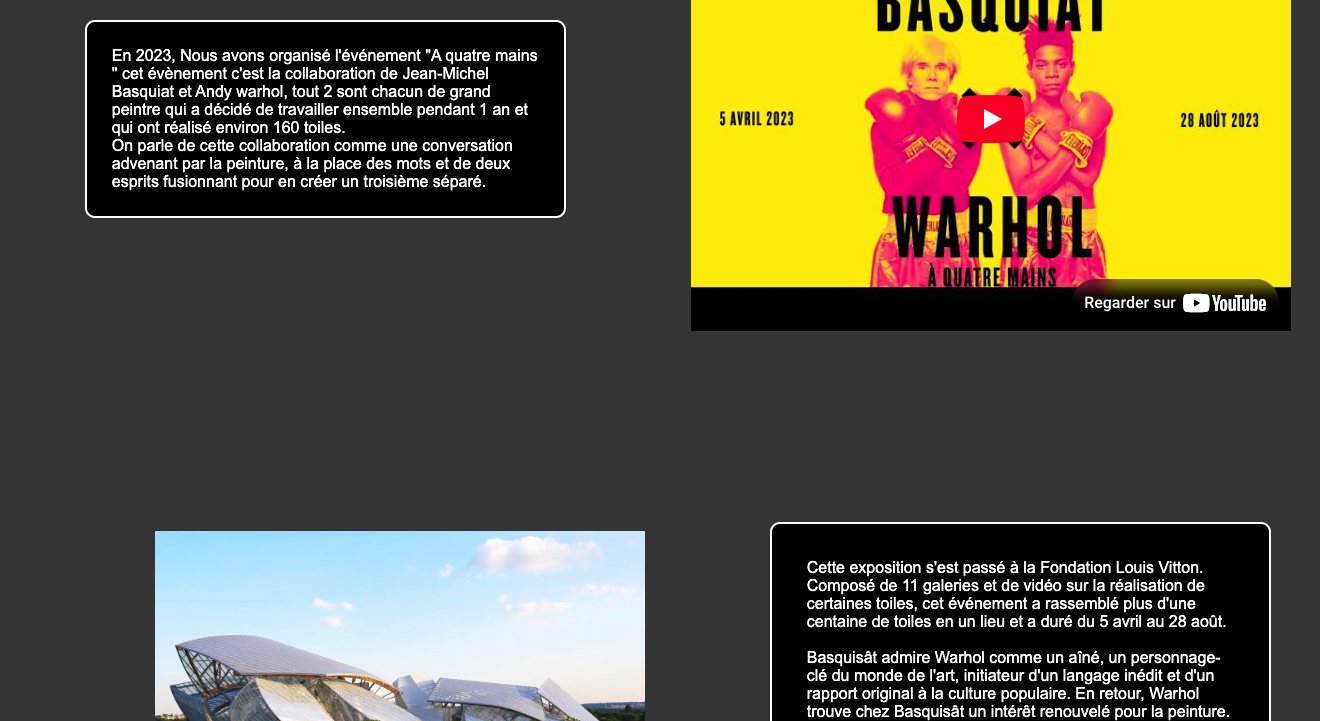 En 2023, Nous avons organisé l'événement "A quatre mains
" cet évènement c'est la collaboration de Jean-Michel
Basquiat et Andy warhol, tout 2 sont chacun de grand
peintre qui a décidé de travailler ensemble pendant 1 an et
qui ont réalisé environ 160 toiles.
On parle de cette collaboration comme une conversation
advenant par la peinture, à la place des mots et de deux
esprits fusionnant pour en créer un troisième séparé.
BASQUIAT
5 AVRIL 2023
28 AOÛT 2023
EVERLAST
WARHOL
À QUATRE MAINS
Regarder sur YouTube
Cette exposition s'est passé à la Fondation Louis Vitton.
Composé de 11 galeries et de vidéo sur la réalisation de
certaines toiles, cet événement a rassemblé plus d'une
centaine de toiles en un lieu et a duré du 5 avril au 28 août.
Basquisât admire Warhol comme un aîné, un personnage-
clé du monde de l'art, initiateur d'un langage inédit et d'un
rapport original à la culture populaire. En retour, Warhol
trouve chez Basquisât un intérêt renouvelé pour la peinture.